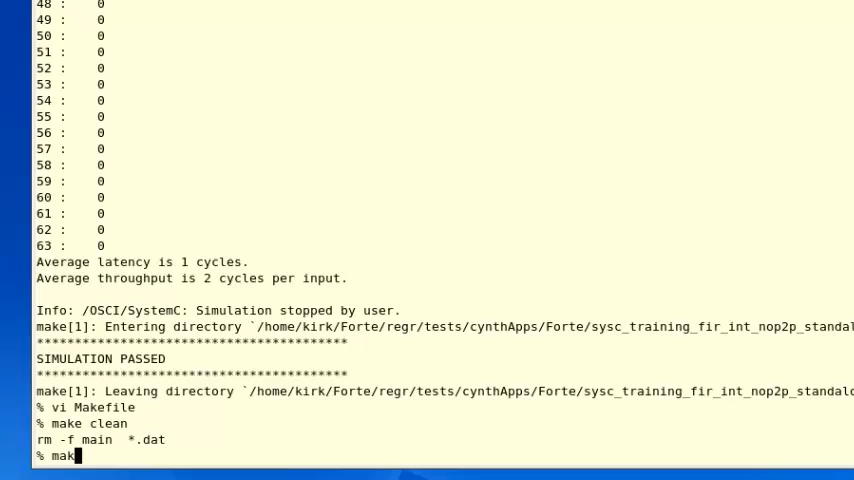 48 :    0
49 :    0
50 :    0
51 :    0
52 :    0
53 :    0
54 :    0
55 :    0
56 :    0
57 :    0
58 :    0
59 :    0
60 :    0
61 :    0
62 :    0
63 :    0
Average latency is 1 cycles.
Average throughput is 2 cycles per input.
Info: /OSCI/SystemC: Simulation stopped by user.
make[1]: Entering directory `/home/kirk/Forte/regr/tests/cynthApps/Forte/sysc_training_fir_int_nop2p_standal
*****************************************
SIMULATION PASSED
*****************************************
make[1]: Leaving directory `/home/kirk/Forte/regr/tests/cynthApps/Forte/sysc_training_fir_int_nop2p_standalo
% vi Makefile
% make clean
rm -f main  *.dat
% mak